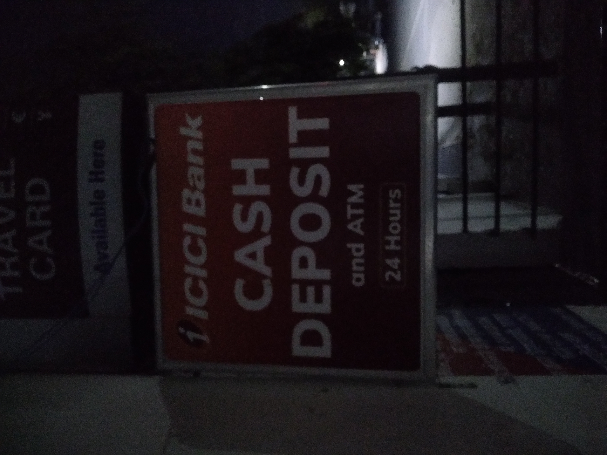 TRAVEL
CARD
Available Here
ICICI Bank
CASH
DEPOSIT
and ATM
24 Hours